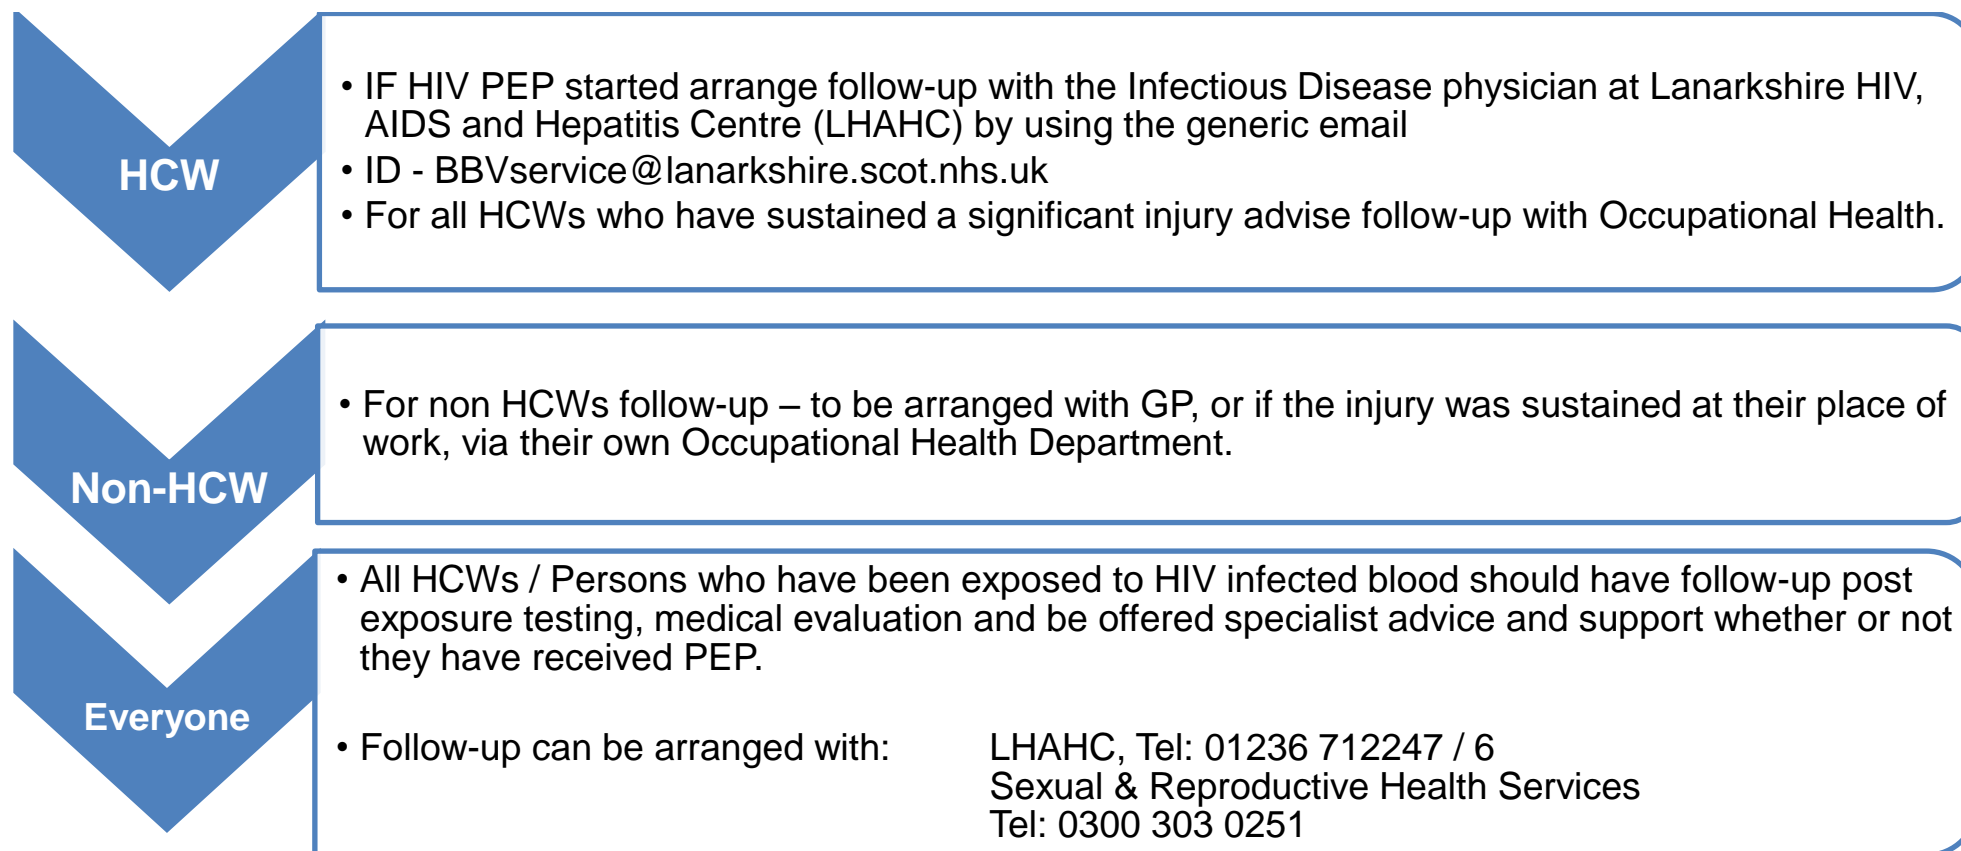 HCW
• IF HIV PEP started arrange follow-up with the Infectious Disease physician at Lanarkshire HIV,
AIDS and Hepatitis Centre (LHAHC) by using the generic email
• ID - BBVservice@lanarkshire.scot.nhs.uk
• For all HCWs who have sustained a significant injury advise follow-up with Occupational Health.
Non-HCW
• For non HCWs follow-up – to be arranged with GP, or if the injury was sustained at their place of
work, via their own Occupational Health Department.
Everyone
• All HCWs / Persons who have been exposed to HIV infected blood should have follow-up post
exposure testing, medical evaluation and be offered specialist advice and support whether or not
they have received PEP.
• Follow-up can be arranged with: LHAHC, Tel: 01236 712247 / 6
Sexual & Reproductive Health Services
Tel: 0300 303 0251